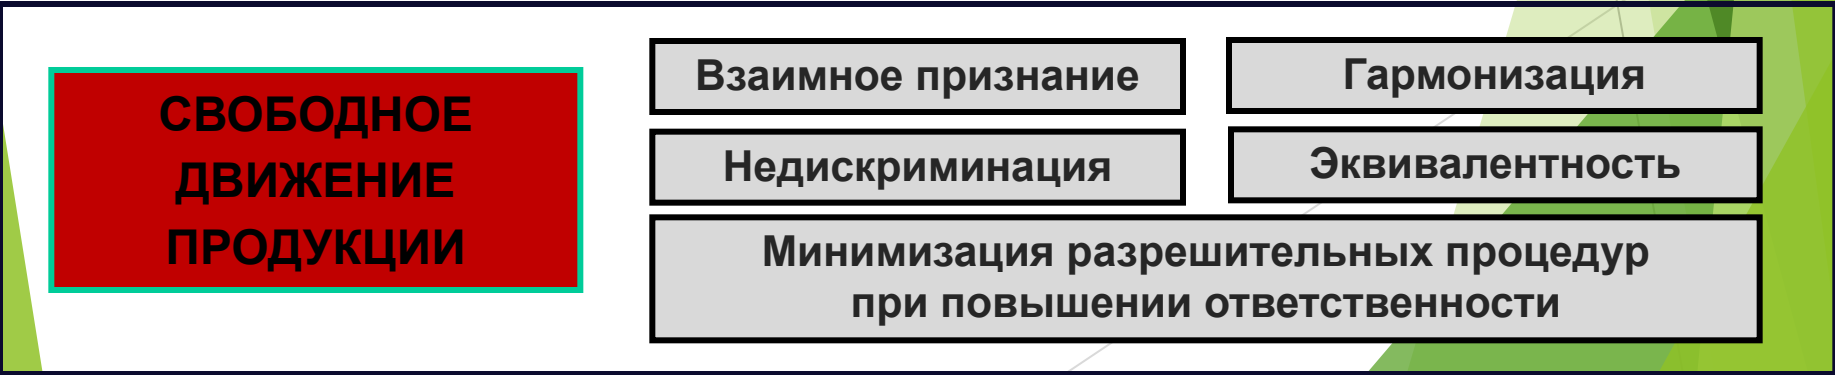 СВОБОДНОЕ
ДВИЖЕНИЕ
ПРОДУКЦИИ
Взаимное признание
Гармонизация
Недискриминация
Эквивалентность
Минимизация разрешительных процедур
при повышении ответственности